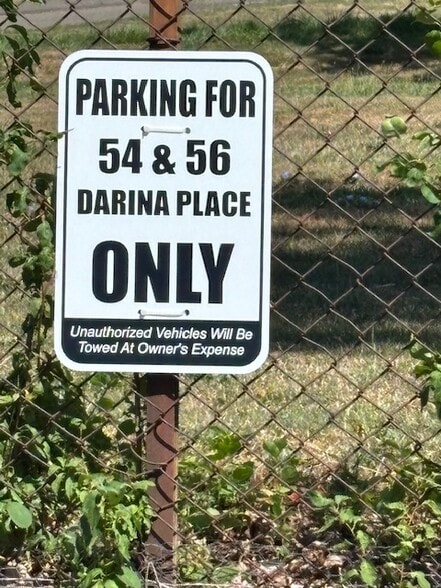 PARKING FOR
54 & 56
DARINA PLACE
ONLY
Unauthorized Vehicles Will Be
Towed At Owner's Expense